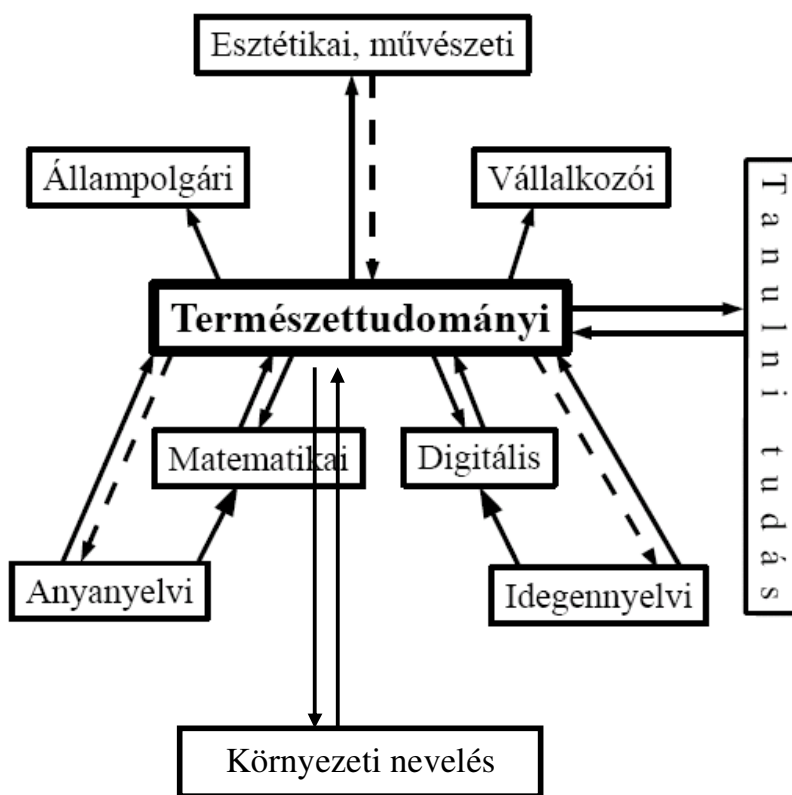 Esztétikai, művészeti
Állampolgári
Vállalkozói
Természettudományi
Tanulni tudás
Matematikai
Digitális
Anyanyelvi
Idegennyelvi
Környezeti nevelés